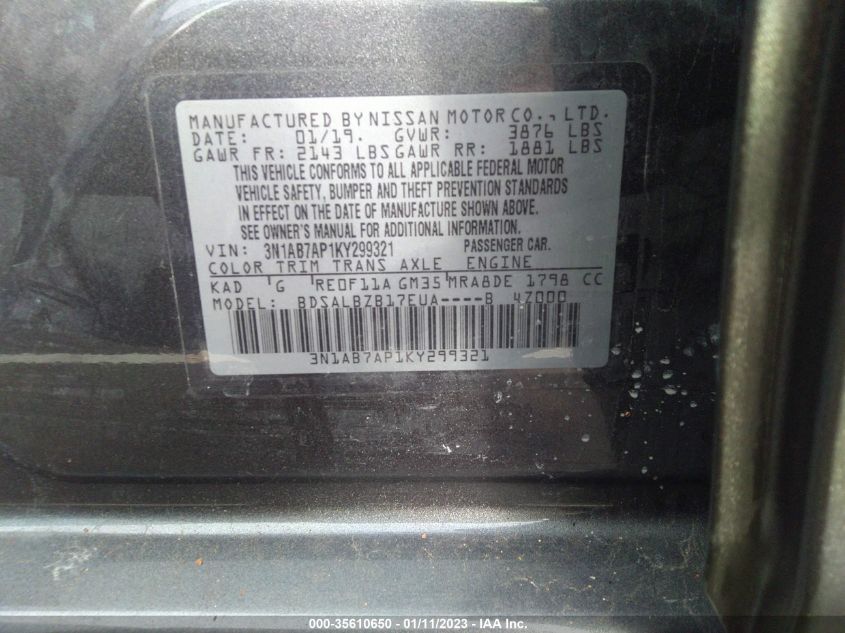 MANUFACTURED BY NISSAN MOTOR CO., LTD.
DATE: 01/19. GVWR: 3876 LBS
GAWR FR: 2143 LBS GAWR RR: 1881 LBS
THIS VEHICLE CONFORMS TO ALL APPLICABLE FEDERAL MOTOR
VEHICLE SAFETY, BUMPER AND THEFT PREVENTION STANDARDS
IN EFFECT ON THE DATE OF MANUFACTURE SHOWN ABOVE.
SEE OWNER'S MANUAL FOR ADDITIONAL INFORMATION.
VIN: 3N1AB7AP1KY299321 PASSENGER CAR.
COLOR TRIM TRANS AXLE ENGINE
KAD G RE0F11A GM35 MRA8DE 1798 CC
MODEL: BDSALBZB17EUA----B 4Z000
3N1AB7AP1KY299321
000-35610650 - 01/11/2023 - IAA Inc.